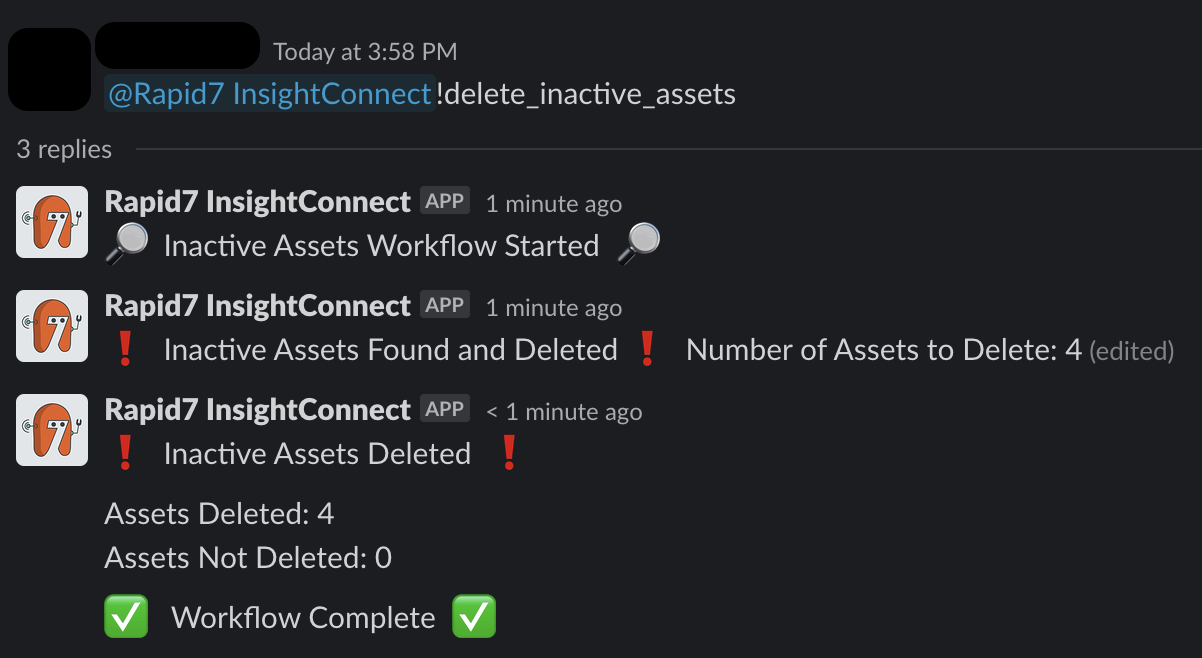 Today at 3:58 PM
@Rapid7 InsightConnect!delete_inactive_assets
3 replies
Rapid7 InsightConnect APP 1 minute ago
Inactive Assets Workflow Started
Rapid7 InsightConnect APP 1 minute ago
❗ Inactive Assets Found and Deleted ❗ Number of Assets to Delete: 4 (edited)
Rapid7 InsightConnect APP < 1 minute ago
❗ Inactive Assets Deleted ❗
Assets Deleted: 4
Assets Not Deleted: 0
✅ Workflow Complete ✅